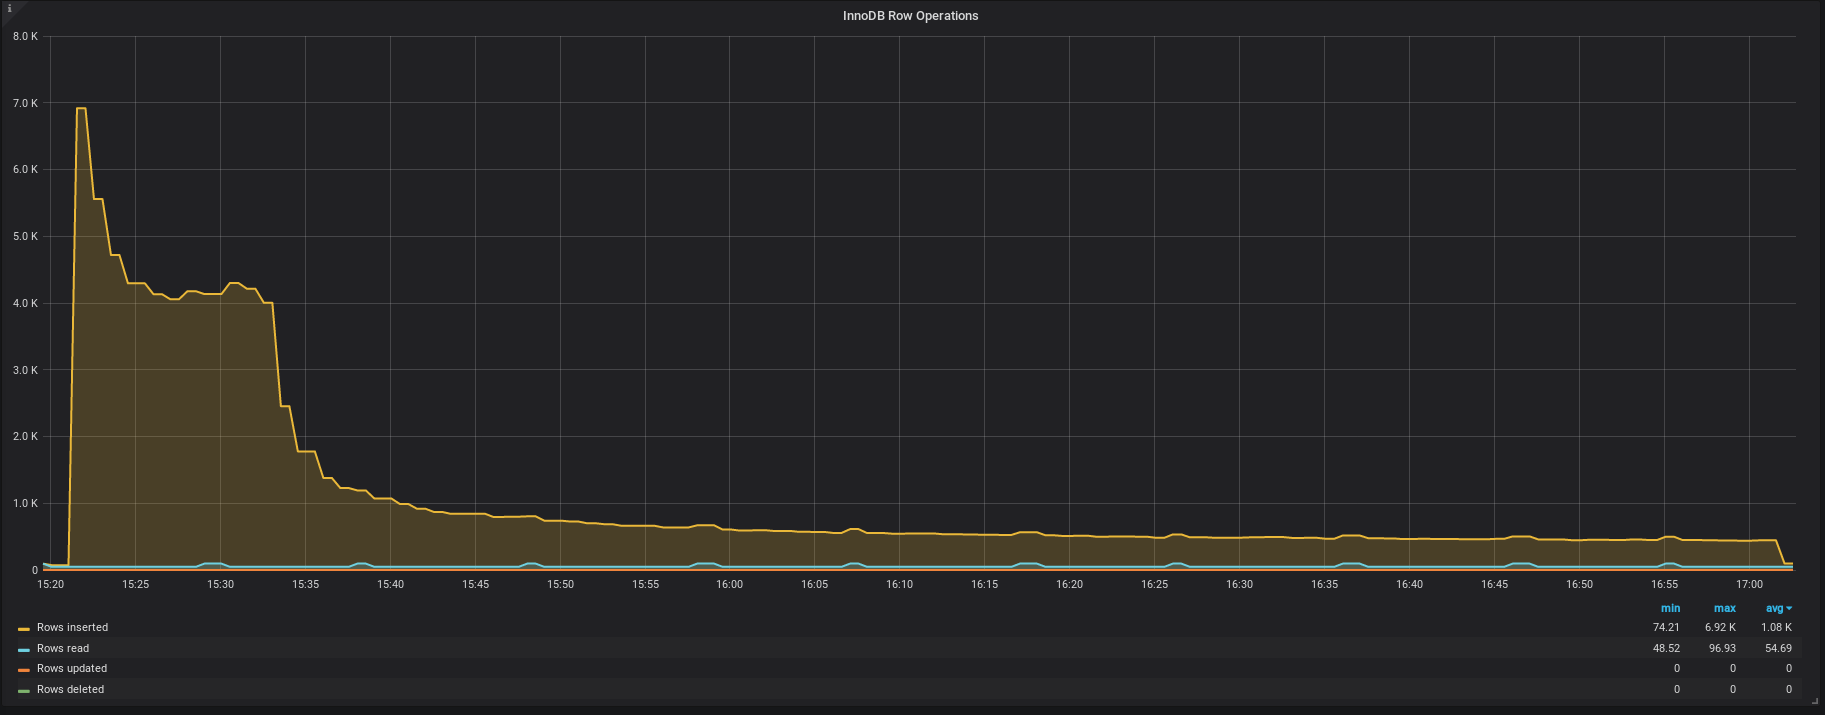 i
InnoDB Row Operations
8.0 K
7.0 K
6.0 K
5.0 K
4.0 K
3.0 K
2.0 K
1.0 K
0
15:20 15:25 15:30 15:35 15:40 15:45 15:50 15:55 16:00 16:05 16:10 16:15 16:20 16:25 16:30 16:35 16:40 16:45 16:50 16:55 17:00
min max avg
Rows inserted 74.21 6.92 K 1.08 K
Rows read 48.52 96.93 54.69
Rows updated 0 0 0
Rows deleted 0 0 0